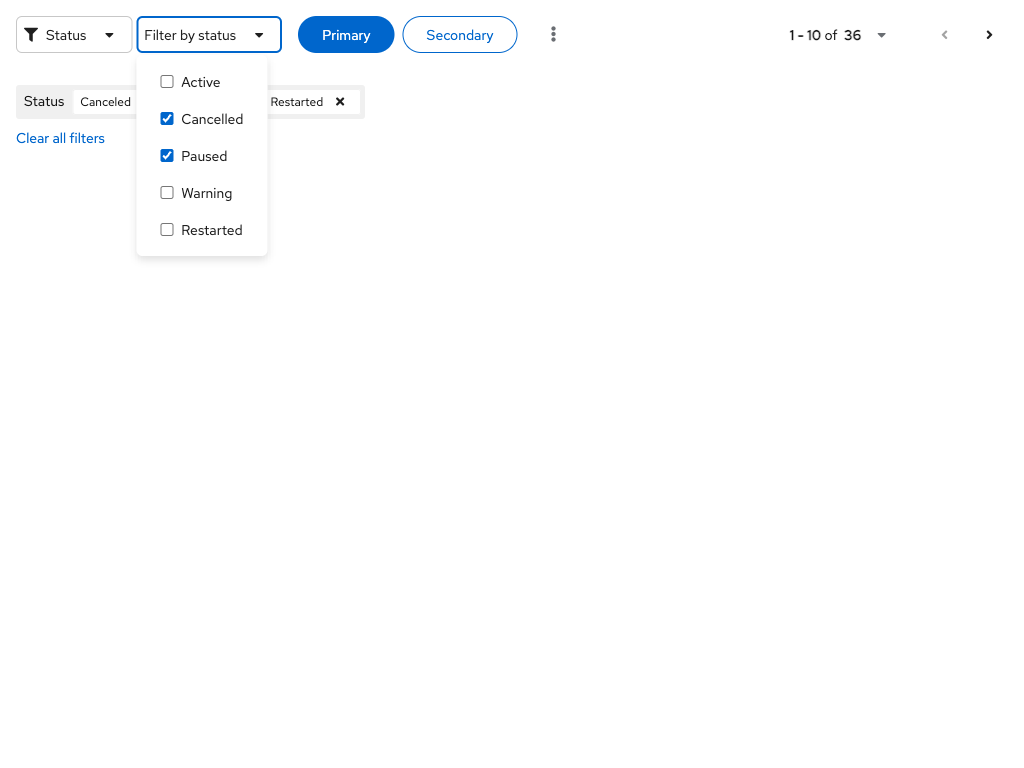 Status Filter by status Primary Secondary 1 - 10 of 36
Active
Status Canceled Restarted
Cancelled
Clear all filters
Paused
Warning
Restarted